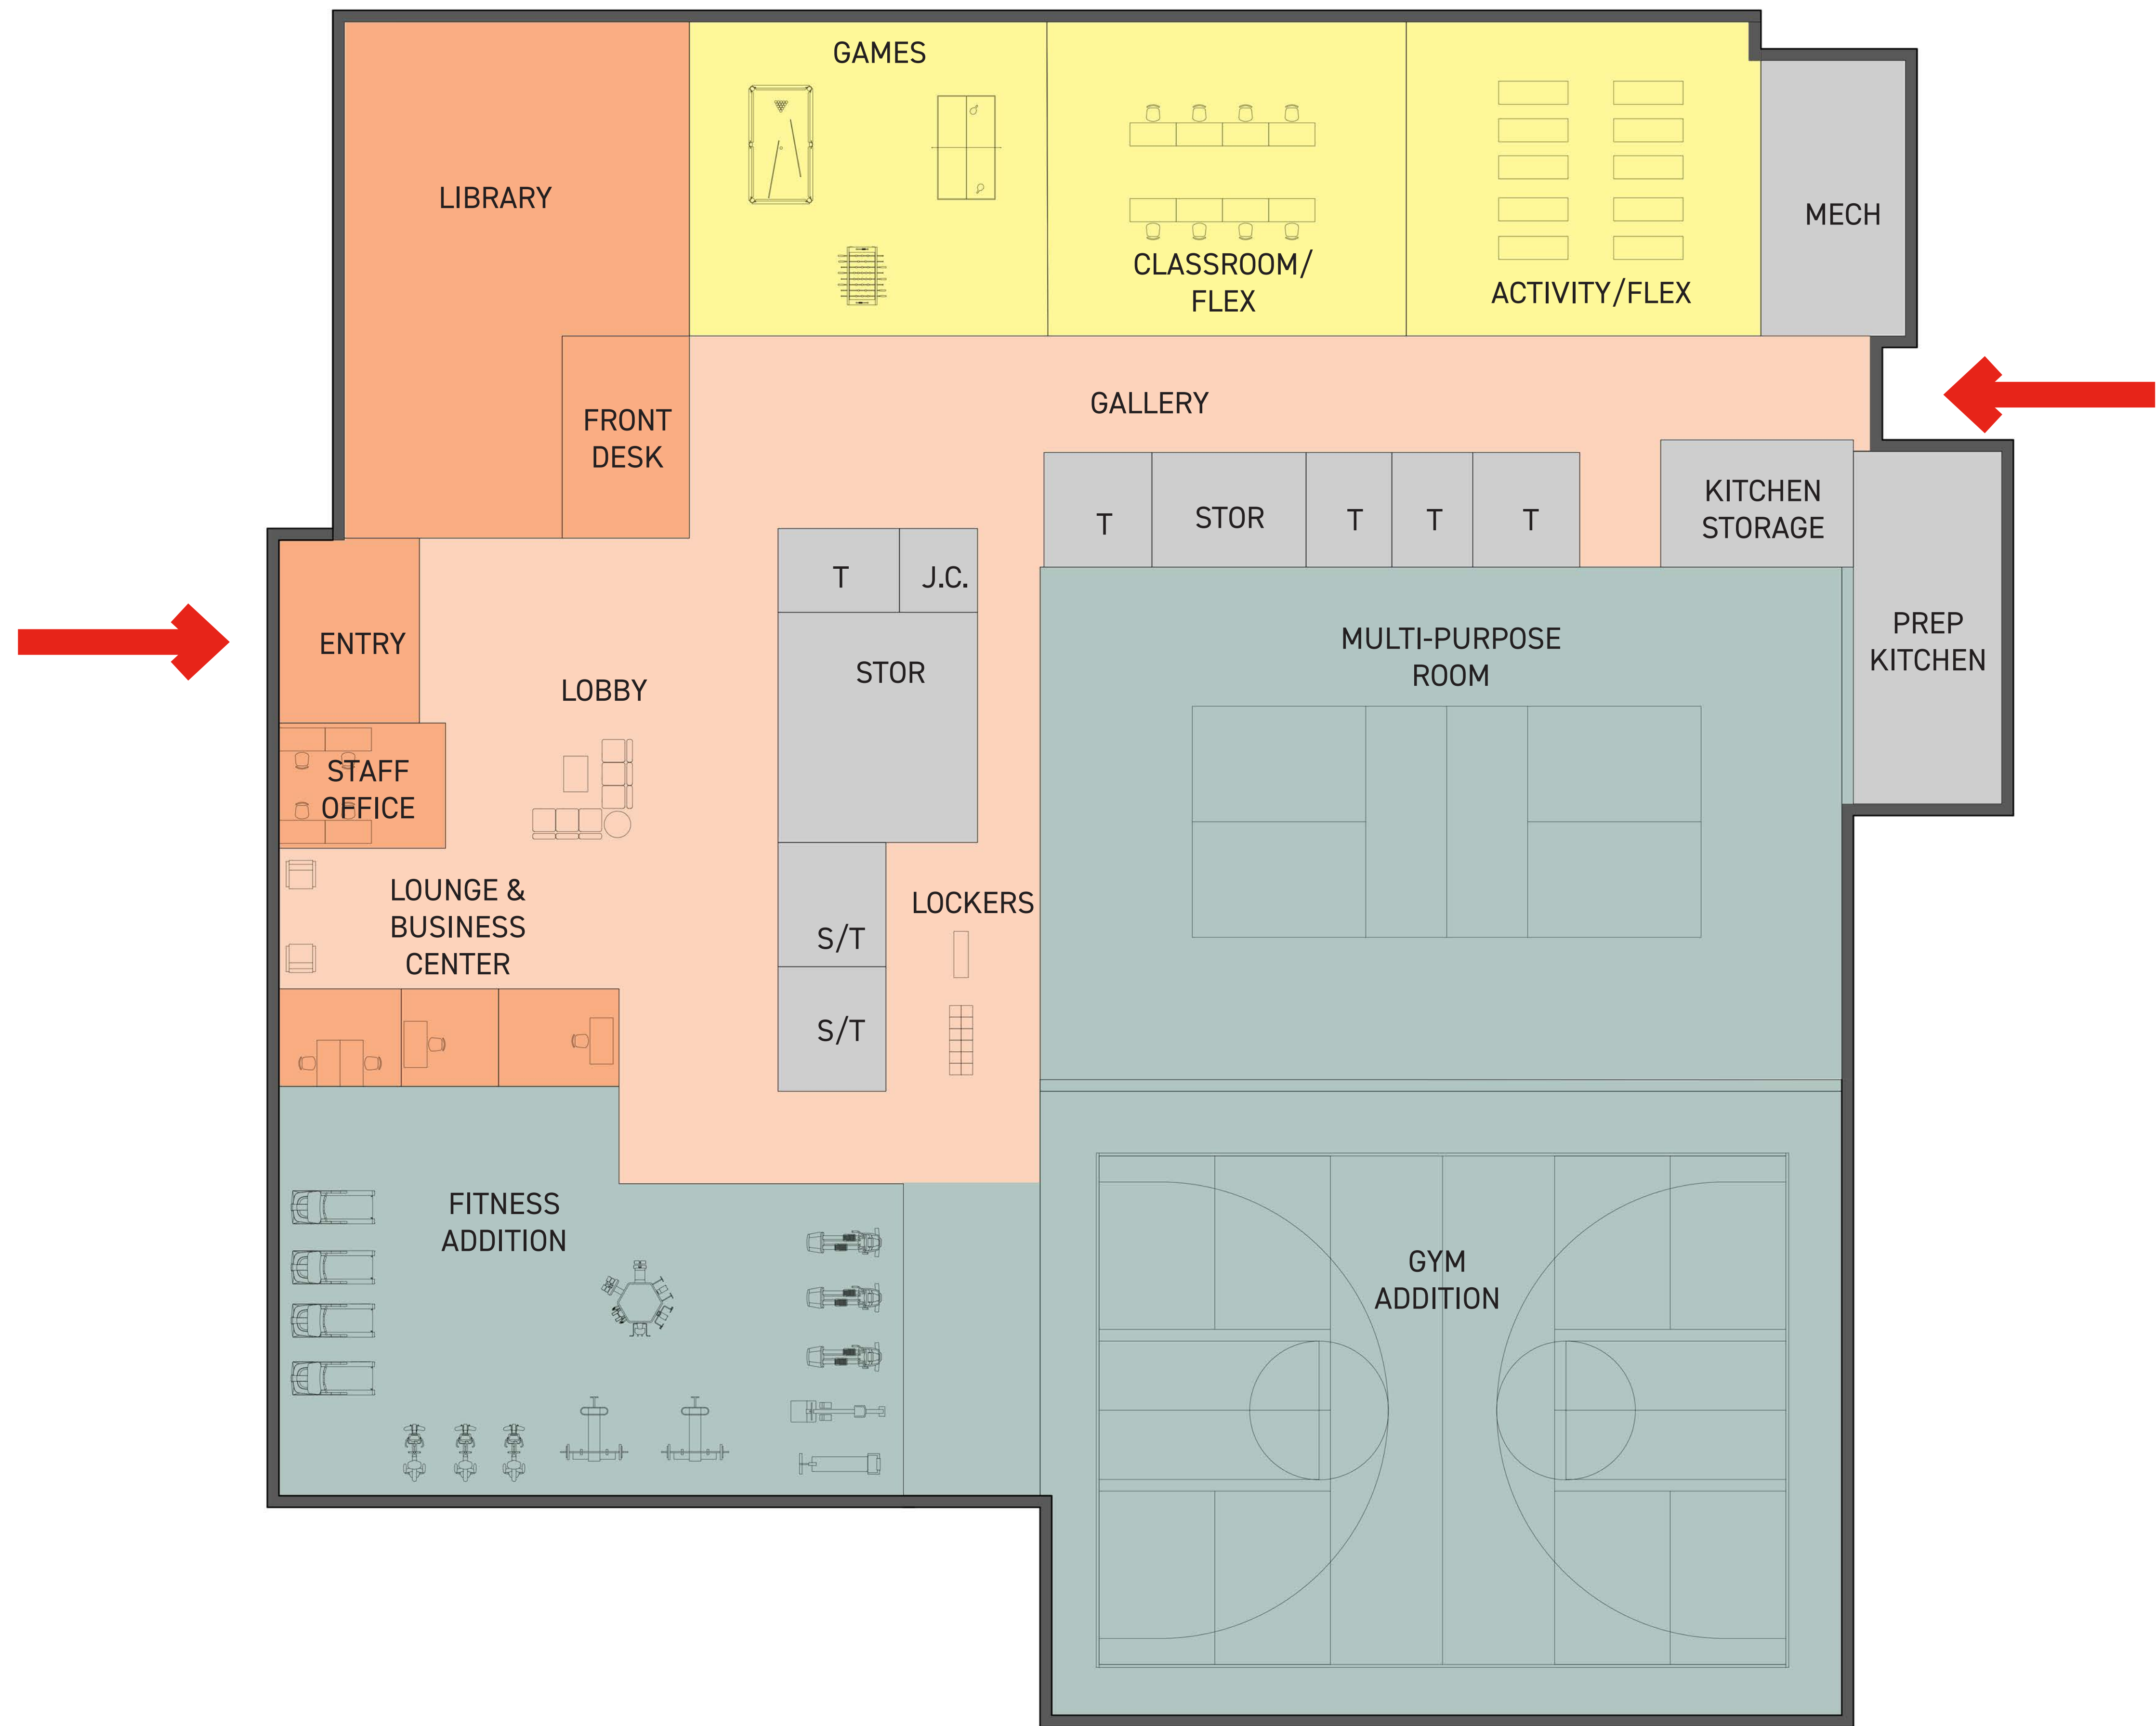 GAMES
LIBRARY
MECH
CLASSROOM/
FLEX
ACTIVITY/FLEX
GALLERY
FRONT
DESK
KITCHEN
STORAGE
T
STOR
T
T
T
T
J.C.
ENTRY
LOBBY
STOR
MULTI-PURPOSE
ROOM
PREP
KITCHEN
STAFF
OFFICE
LOUNGE &
BUSINESS
CENTER
LOCKERS
S/T
S/T
FITNESS
ADDITION
GYM
ADDITION